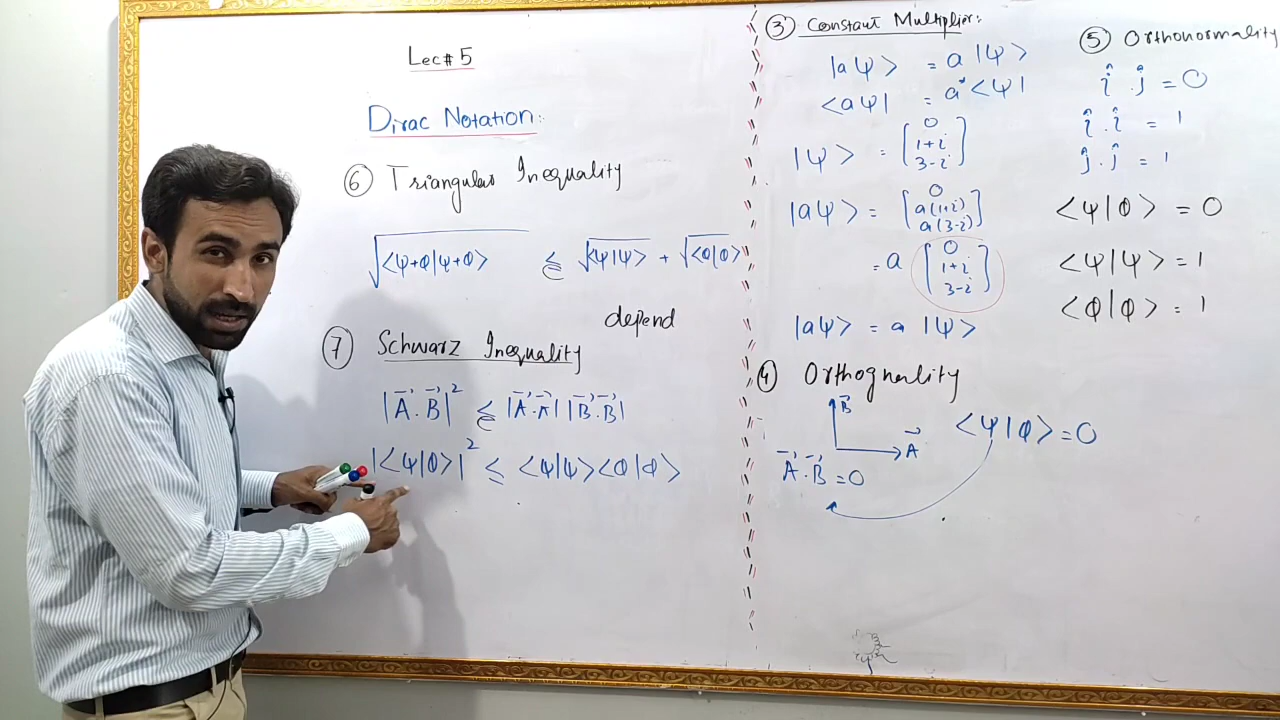 Lec# 5
Dirac Notation:
⑥ Triangular Inequality
√<ψ+Φ|ψ+Φ> ≤ √<ψ|ψ> + √<Φ|Φ>
depend
⑦ Schwarz Inequality
|A⃗.B⃗|² ≤ |A⃗.A⃗| |B⃗.B⃗|
|<ψ|Φ>|² ≤ <ψ|ψ><Φ|Φ>
③ Constant Multiplier:
|aψ> = a |ψ>
<aψ| = a* <ψ|
|ψ> = [0
1+i
3-i]
|aψ> = [0
a(1+i)
a(3-i)]
= a [0
1+i
3-i]
|aψ> = a |ψ>
④ Orthognality
B⃗
A⃗
<ψ|Φ> = 0
A⃗.B⃗ = 0
⑤ Orthonormality
î . ĵ = 0
î . î = 1
ĵ . ĵ = 1
<ψ|Φ> = 0
<ψ|ψ> = 1
<Φ|Φ> = 1